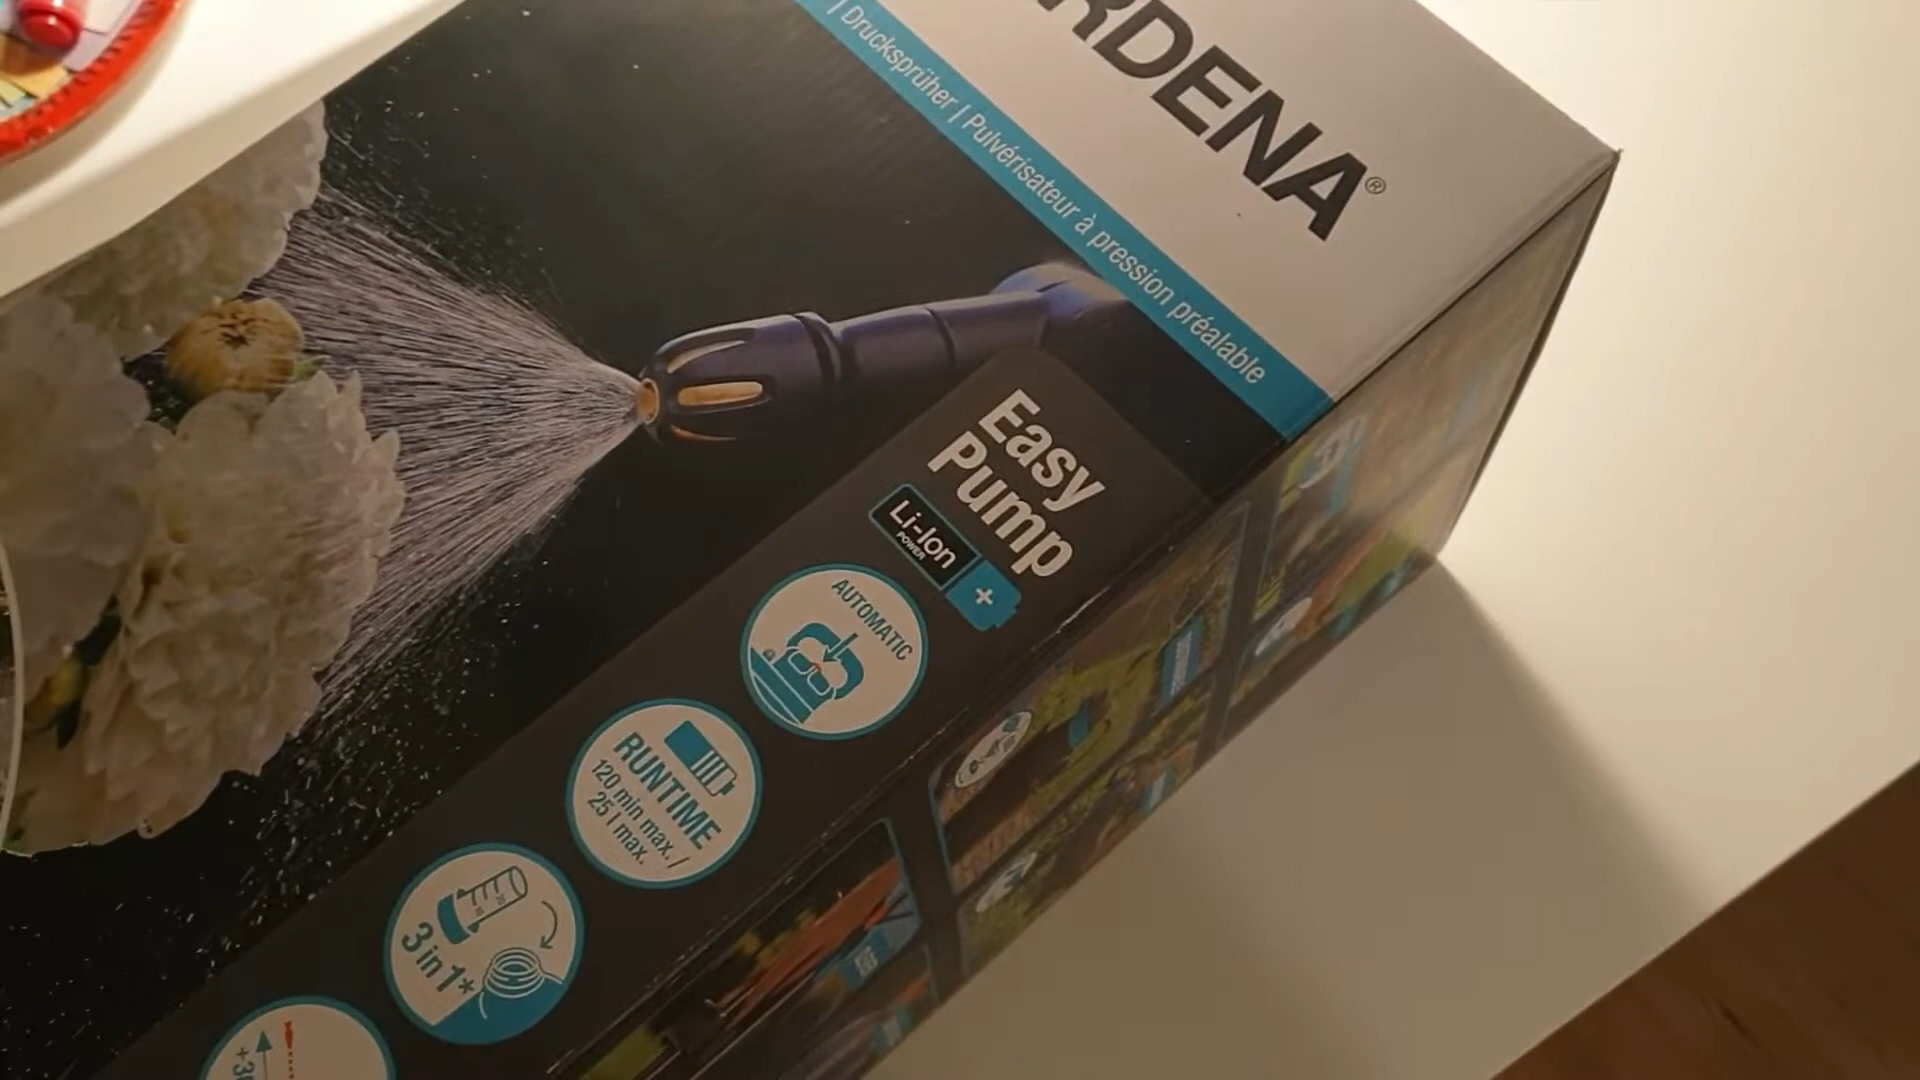 RDENA®
| Drucksprüher | Pulvérisateur à pression préalable
Easy
Pump
Li-Ion
POWER
+
AUTOMATIC
RUNTIME
120 min max. /
25 l max.
3 in 1*